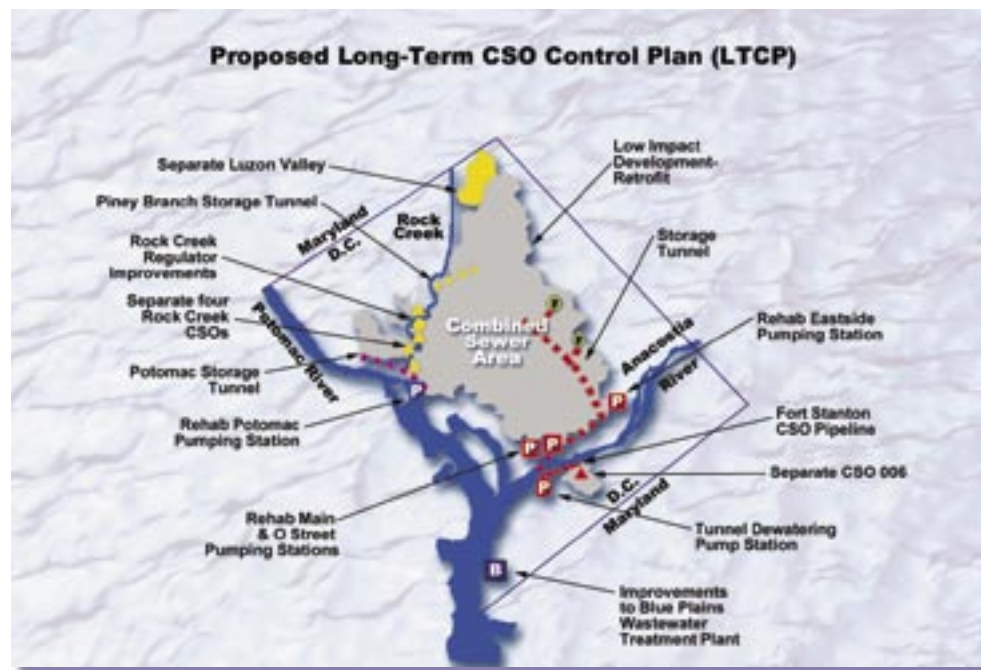 Proposed Long-Term CSO Control Plan (LTCP)
Separate Luzon Valley
Piney Branch Storage Tunnel
Rock Creek
Regulator
Improvements
Separate four
Rock Creek
CSOs
Potomac Storage
Tunnel
Rehab Potomac
Pumping Station
Rehab Main
& O Street
Pumping Stations
Maryland
D.C.
Rock
Creek
Potomac River
Combined
Sewer
Area
Low Impact
Development-
Retrofit
Storage
Tunnel
Anacostia
River
Rehab Eastside
Pumping Station
Fort Stanton
CSO Pipeline
Separate CSO 006
D.C.
Maryland
Tunnel Dewatering
Pump Station
Improvements
to Blue Plains
Wastewater
Treatment Plant
P
P
P
P
P
B